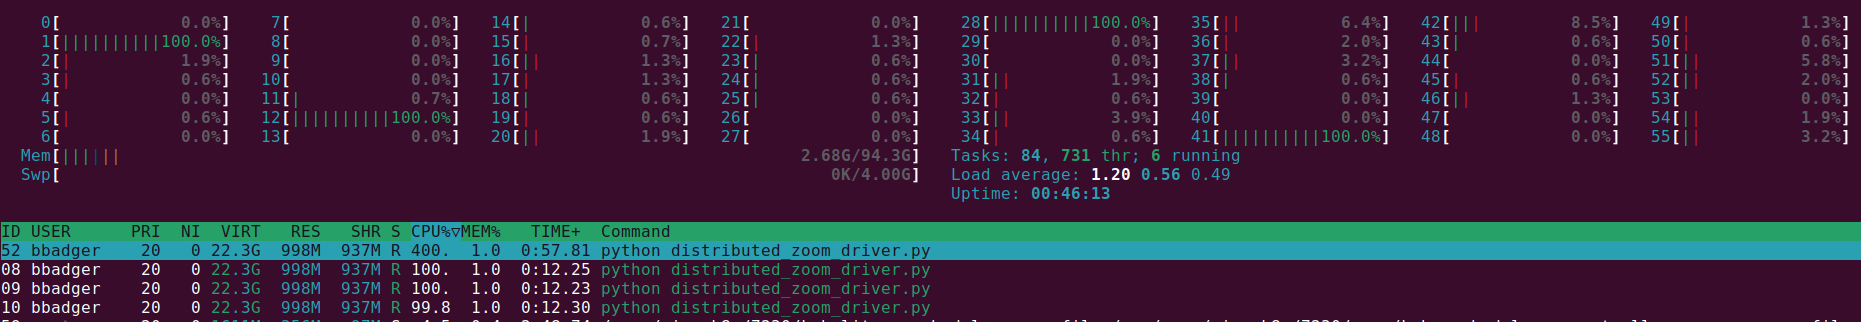 0[ 0.0%] 7[ 0.0%] 14[| 0.6%] 21[ 0.0%] 28[||||||||||100.0%] 35[|| 6.4%] 42[||| 8.5%] 49[| 1.3%]
1[||||||||||100.0%] 8[ 0.0%] 15[| 0.7%] 22[| 1.3%] 29[ 0.0%] 36[| 2.0%] 43[| 0.6%] 50[| 0.6%]
2[| 1.9%] 9[ 0.0%] 16[|| 1.3%] 23[| 0.6%] 30[ 0.0%] 37[|| 3.2%] 44[ 0.0%] 51[|| 5.8%]
3[| 0.6%] 10[ 0.0%] 17[| 1.3%] 24[| 0.6%] 31[|| 1.9%] 38[| 0.6%] 45[| 0.6%] 52[|| 2.0%]
4[ 0.0%] 11[| 0.7%] 18[| 0.6%] 25[| 0.6%] 32[| 0.6%] 39[ 0.0%] 46[|| 1.3%] 53[ 0.0%]
5[| 0.6%] 12[||||||||||100.0%] 19[| 0.6%] 26[ 0.0%] 33[|| 3.9%] 40[ 0.0%] 47[ 0.0%] 54[|| 1.9%]
6[ 0.0%] 13[ 0.0%] 20[|| 1.9%] 27[ 0.0%] 34[| 0.6%] 41[||||||||||100.0%] 48[ 0.0%] 55[|| 3.2%]
Mem[|||||| 2.68G/94.3G] Tasks: 84, 731 thr; 6 running
Swp[ 0K/4.00G] Load average: 1.20 0.56 0.49
Uptime: 00:46:13
ID USER PRI NI VIRT RES SHR S CPU%▽MEM% TIME+ Command
52 bbadger 20 0 22.3G 998M 937M R 400. 1.0 0:57.81 python distributed_zoom_driver.py
08 bbadger 20 0 22.3G 998M 937M R 100. 1.0 0:12.25 python distributed_zoom_driver.py
09 bbadger 20 0 22.3G 998M 937M R 100. 1.0 0:12.23 python distributed_zoom_driver.py
10 bbadger 20 0 22.3G 998M 937M R 99.8 1.0 0:12.30 python distributed_zoom_driver.py